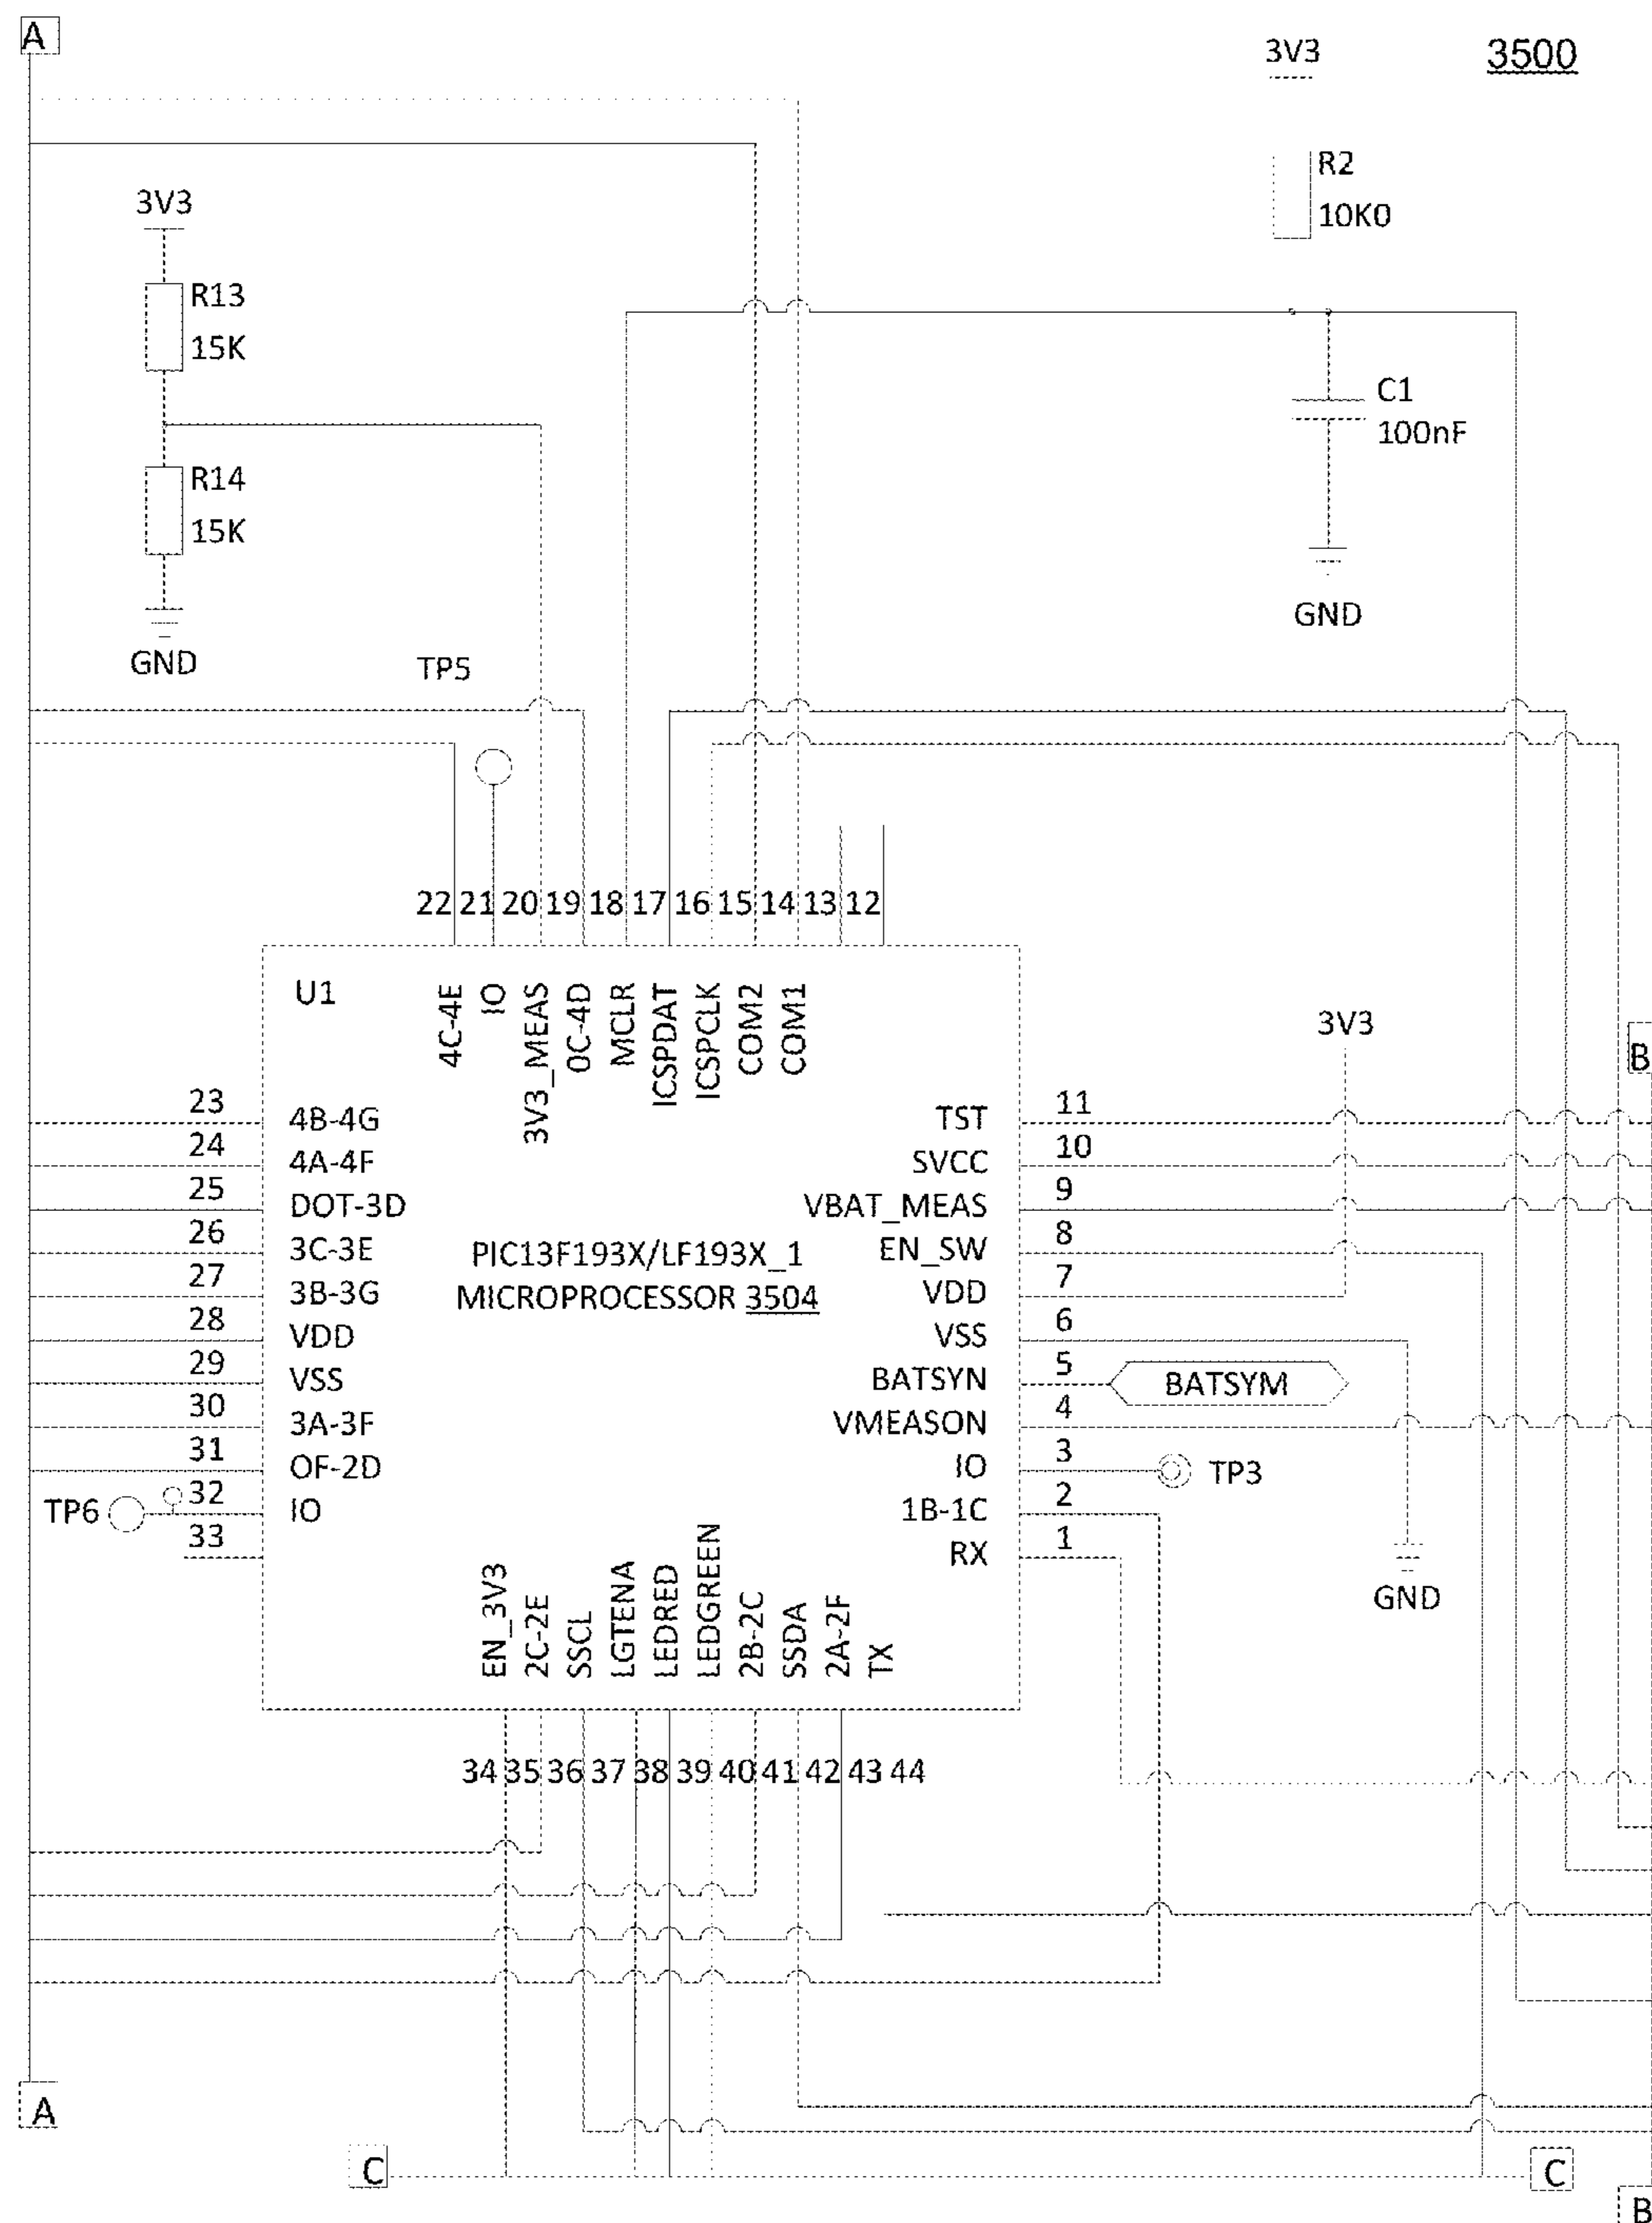 A
3V3
3500
R2
10K0
3V3
R13
15K
C1
100nF
R14
15K
GND
GND
TP5
22 21 20 19 18 17 16 15 14 13 12
U1
4C-4E
IO
3V3_MEAS
0C-4D
MCLR
ICSPDAT
ICSPCLK
COM2
COM1
3V3
B
23 4B-4G
24 4A-4F
25 DOT-3D
26 3C-3E
27 3B-3G
28 VDD
29 VSS
30 3A-3F
31 OF-2D
TP6 32 IO
33
PIC13F193X/LF193X_1
MICROPROCESSOR 3504
TST 11
SVCC 10
VBAT_MEAS 9
EN_SW 8
VDD 7
VSS 6
BATSYN 5 BATSYM
VMEASON 4
IO 3 TP3
1B-1C 2
RX 1
GND
EN_3V3
2C-2E
SSCL
LGTENA
LEDRED
LEDGREEN
2B-2C
SSDA
2A-2F
TX
34 35 36 37 38 39 40 41 42 43 44
A
C
C
B